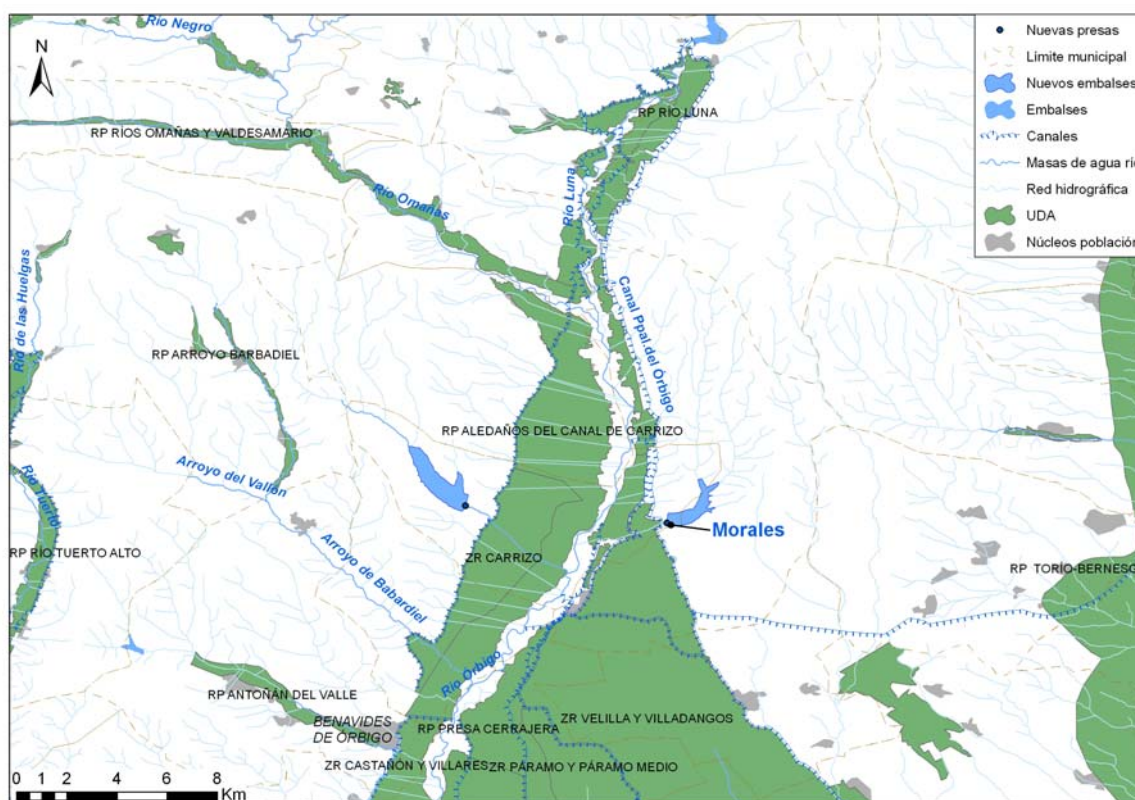 Río Negro
N
RP RÍOS OMAÑAS Y VALDESAMARIO
RP RÍO LUNA
Río Omañas
Río Luna
Río de las Huelgas
Canal Ppal. del Órbigo
RP ARROYO BARBADIEL
RP ALEDAÑOS DEL CANAL DE CARRIZO
Arroyo del Vallón
Río Tuerto
Morales
RP RÍO TUERTO ALTO
ZR CARRIZO
RP TORÍO-BERNESG
Arroyo de Babardiel
Río Órbigo
RP ANTOÑÁN DEL VALLE
BENAVIDES
DE ÓRBIGO
ZR VELILLA Y VILLADANGOS
RP PRESA CERRAJERA
ZR CASTAÑÓN Y VILLARES
ZR PÁRAMO Y PÁRAMO MEDIO
0 1 2 4 6 8
Km
Nuevas presas
Límite municipal
Nuevos embalses
Embalses
Canales
Masas de agua río
Red hidrográfica
UDA
Núcleos población